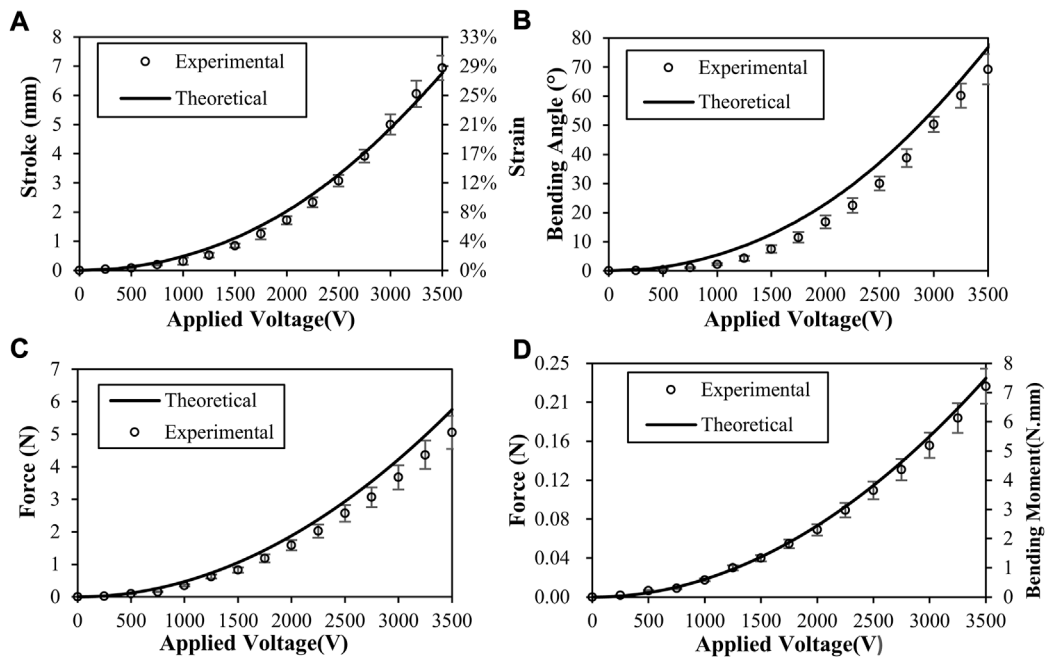 A
Stroke (mm)
8
7
6
5
4
3
2
1
0
Experimental
Theoretical
33%
29%
25%
21%
17%
12%
8%
4%
0%
Strain
0 500 1000 1500 2000 2500 3000 3500
Applied Voltage(V)
B
Bending Angle (°)
80
70
60
50
40
30
20
10
0
Experimental
Theoretical
0 500 1000 1500 2000 2500 3000 3500
Applied Voltage(V)
C
Force (N)
7
6
5
4
3
2
1
0
Theoretical
Experimental
0 500 1000 1500 2000 2500 3000 3500
Applied Voltage(V)
D
Force (N)
0.25
0.21
0.16
0.12
0.08
0.04
0.00
Experimental
Theoretical
8
7
6
5
4
3
2
1
0
Bending Moment(N.mm)
0 500 1000 1500 2000 2500 3000 3500
Applied Voltage(V)